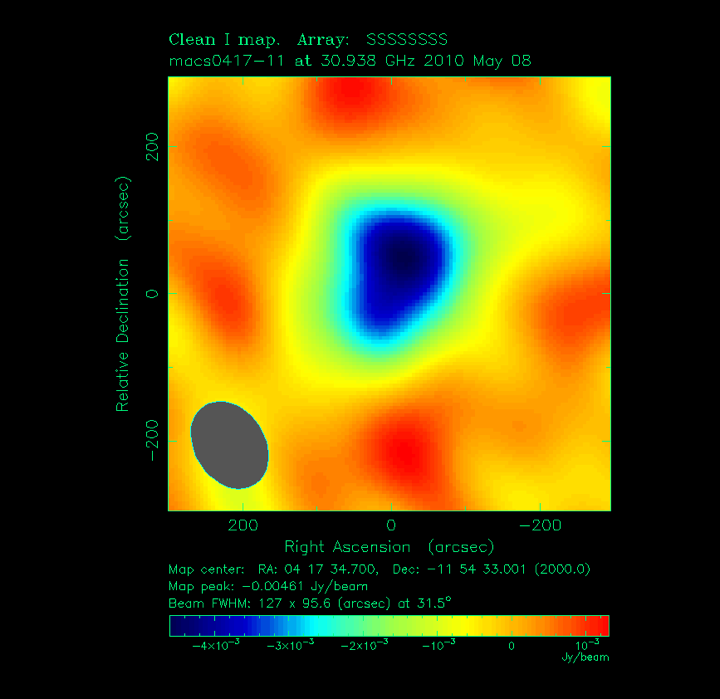 Clean I map. Array: SSSSSSSS
macs0417-11 at 30.938 GHz 2010 May 08
200
0
-200
Relative Declination (arcsec)
200 0 -200
Right Ascension (arcsec)
Map center: RA: 04 17 34.700, Dec: -11 54 33.001 (2000.0)
Map peak: -0.00461 Jy/beam
Beam FWHM: 127 x 95.6 (arcsec) at 31.5°
-4×10⁻³ -3×10⁻³ -2×10⁻³ -10⁻³ 0 10⁻³
Jy/beam